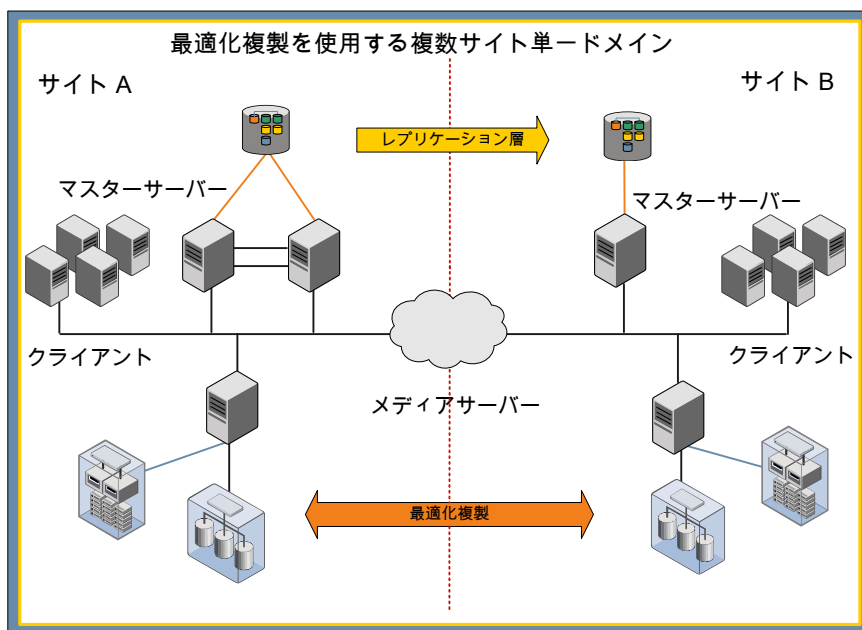 最適化複製を使用する複数サイト単一ドメイン
サイト A
サイト B
レプリケーション層
マスターサーバー
マスターサーバー
クライアント
クライアント
メディアサーバー
最適化複製